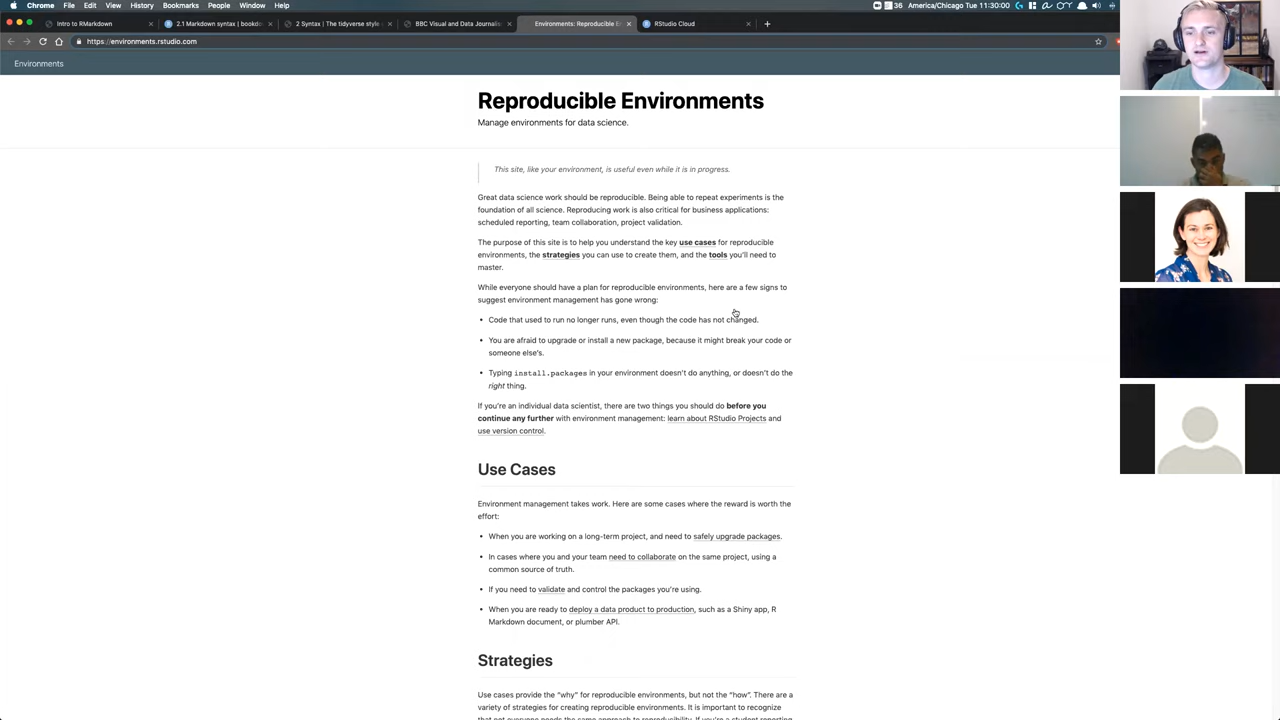 Chrome File Edit View History Bookmarks People Window Help
36 America/Chicago Tue 11:30:00
Intro to RMarkdown
2.1 Markdown syntax | bookdo
2 Syntax | The tidyverse style
BBC Visual and Data Journalis
Environments: Reproducible E
RStudio Cloud
https://environments.rstudio.com
Environments
Reproducible Environments
Manage environments for data science.
This site, like your environment, is useful even while it is in progress.
Great data science work should be reproducible. Being able to repeat experiments is the
foundation of all science. Reproducing work is also critical for business applications:
scheduled reporting, team collaboration, project validation.
The purpose of this site is to help you understand the key use cases for reproducible
environments, the strategies you can use to create them, and the tools you'll need to
master.
While everyone should have a plan for reproducible environments, here are a few signs to
suggest environment management has gone wrong:
• Code that used to run no longer runs, even though the code has not changed.
• You are afraid to upgrade or install a new package, because it might break your code or
someone else's.
• Typing install.packages in your environment doesn't do anything, or doesn't do the
right thing.
If you're an individual data scientist, there are two things you should do before you
continue any further with environment management: learn about RStudio Projects and
use version control.
Use Cases
Environment management takes work. Here are some cases where the reward is worth the
effort:
• When you are working on a long-term project, and need to safely upgrade packages.
• In cases where you and your team need to collaborate on the same project, using a
common source of truth.
• If you need to validate and control the packages you're using.
• When you are ready to deploy a data product to production, such as a Shiny app, R
Markdown document, or plumber API.
Strategies
Use cases provide the "why" for reproducible environments, but not the "how". There are a
variety of strategies for creating reproducible environments. It is important to recognize
that not everyone needs the same approach to reproducibility. If you're a student reporting